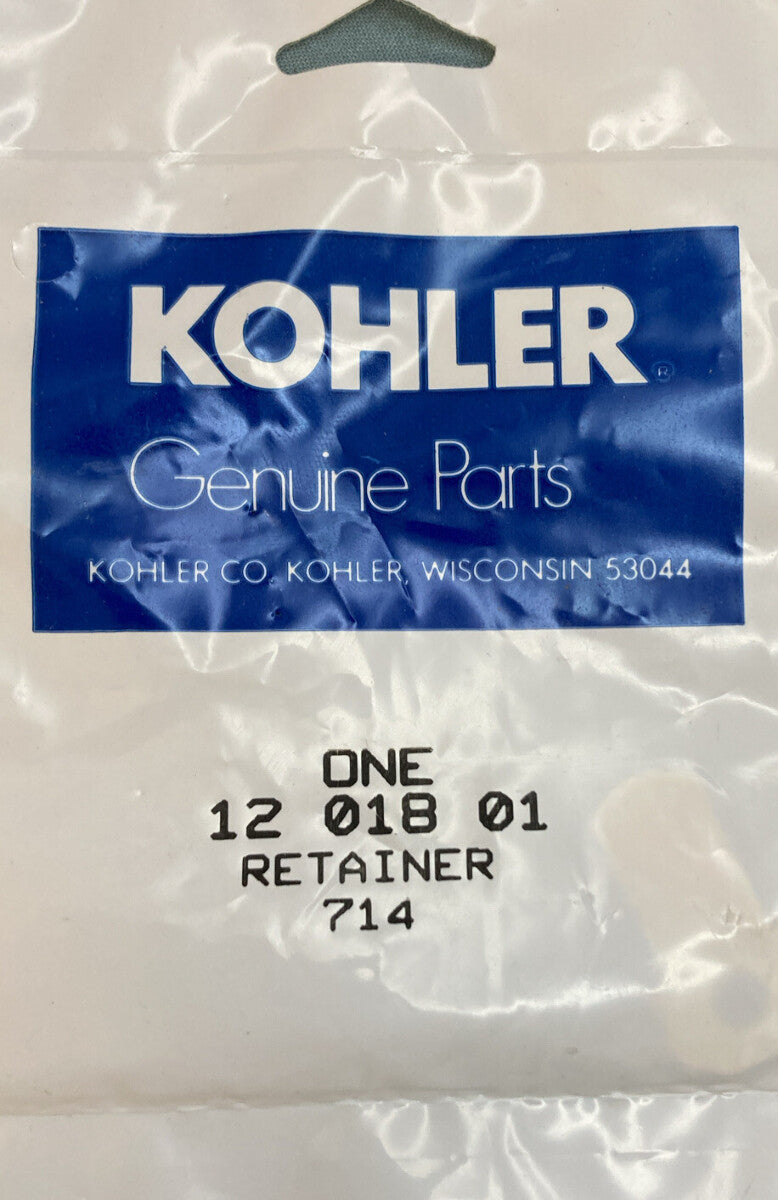 KOHLER®
Genuine Parts
KOHLER CO. KOHLER, WISCONSIN 53044
ONE
12 018 01
RETAINER
714